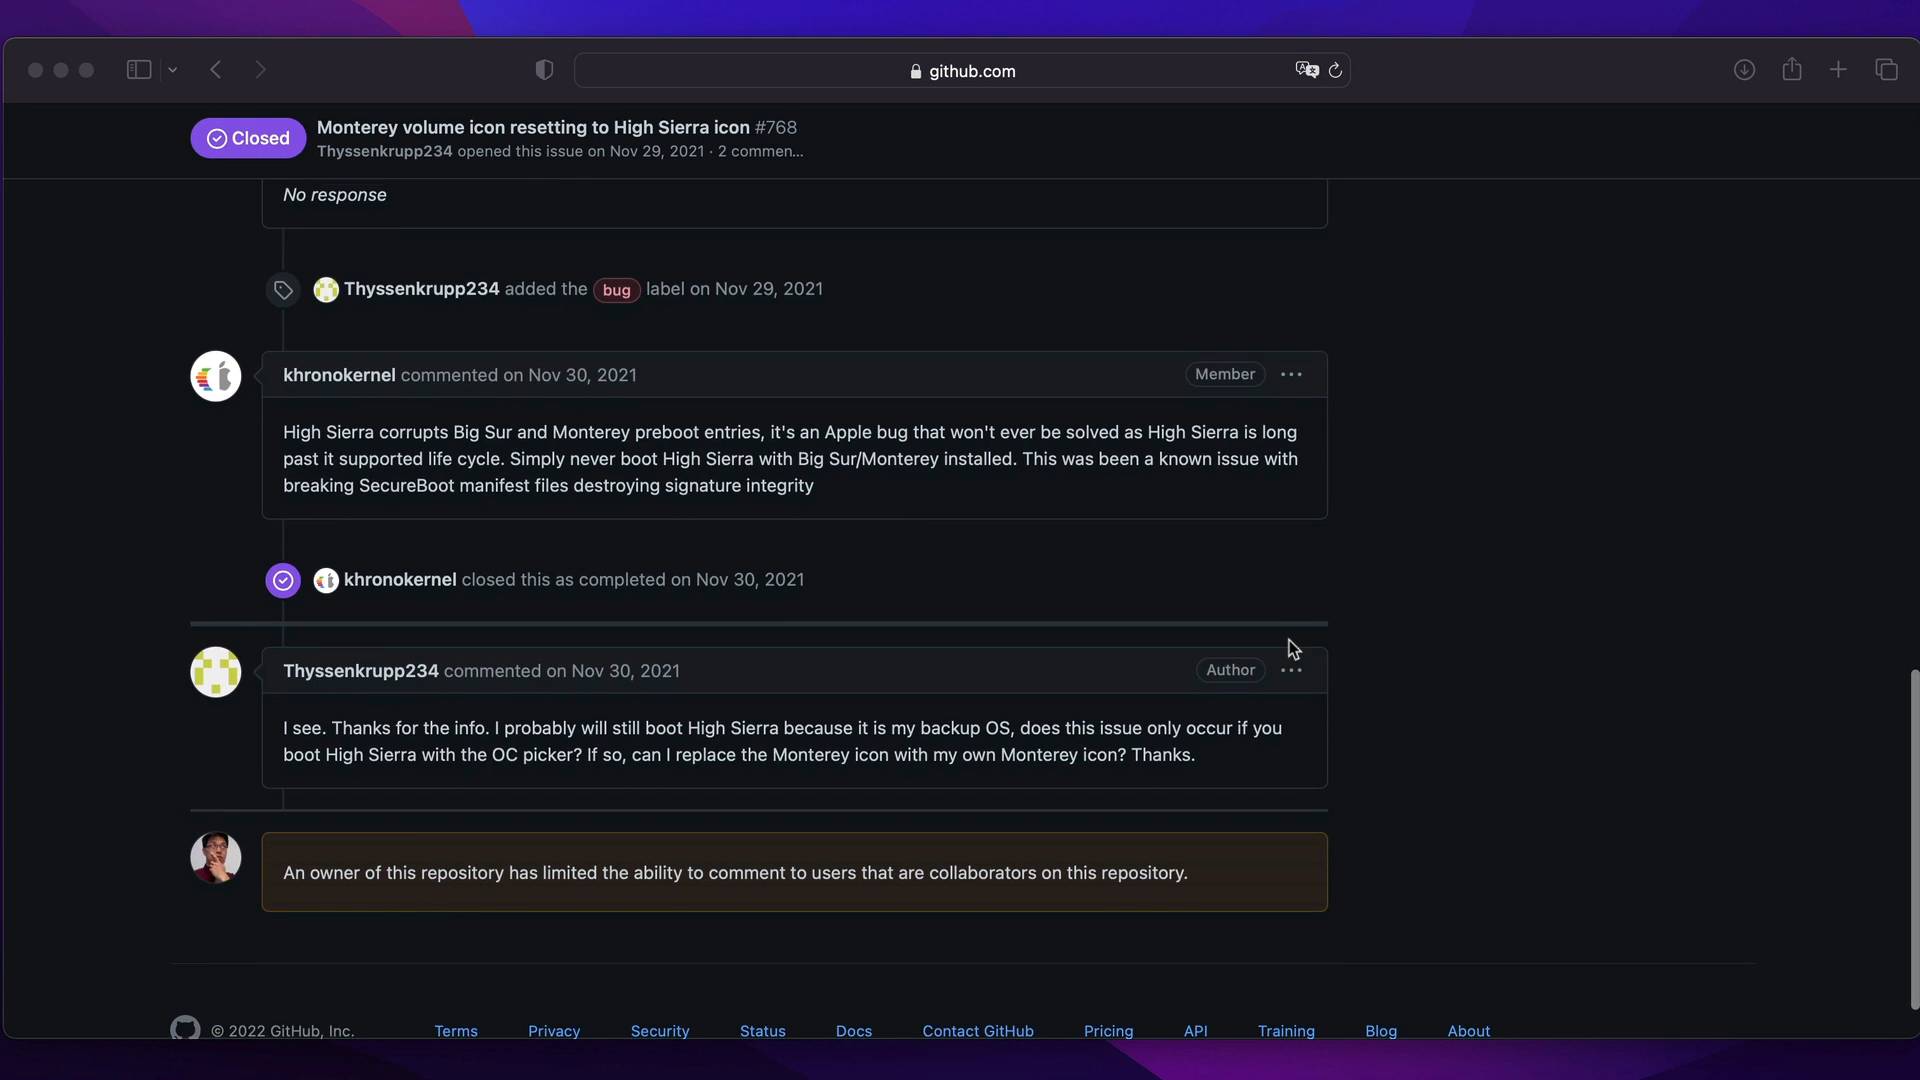 github.com
Closed
Monterey volume icon resetting to High Sierra icon #768
Thyssenkrupp234 opened this issue on Nov 29, 2021 · 2 commen...
No response
Thyssenkrupp234 added the bug label on Nov 29, 2021
khronokernel commented on Nov 30, 2021
Member
High Sierra corrupts Big Sur and Monterey preboot entries, it's an Apple bug that won't ever be solved as High Sierra is long
past it supported life cycle. Simply never boot High Sierra with Big Sur/Monterey installed. This was been a known issue with
breaking SecureBoot manifest files destroying signature integrity
khronokernel closed this as completed on Nov 30, 2021
Thyssenkrupp234 commented on Nov 30, 2021
Author
I see. Thanks for the info. I probably will still boot High Sierra because it is my backup OS, does this issue only occur if you
boot High Sierra with the OC picker? If so, can I replace the Monterey icon with my own Monterey icon? Thanks.
An owner of this repository has limited the ability to comment to users that are collaborators on this repository.
© 2022 GitHub, Inc. Terms Privacy Security Status Docs Contact GitHub Pricing API Training Blog About